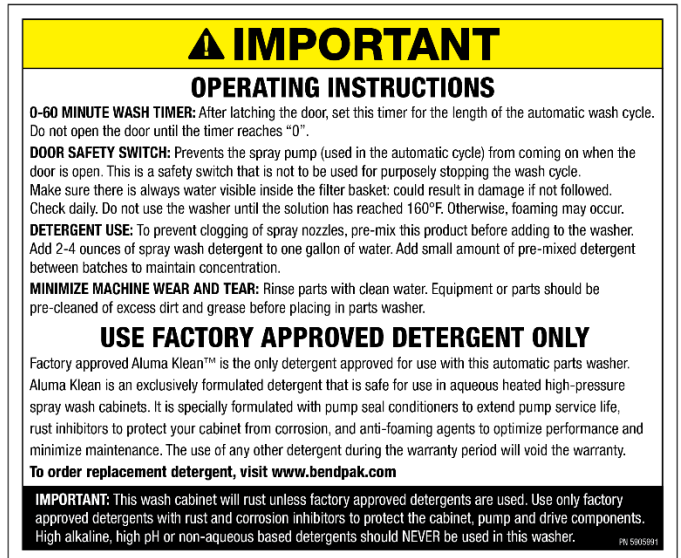 IMPORTANT
OPERATING INSTRUCTIONS
0-60 MINUTE WASH TIMER: After latching the door, set this timer for the length of the automatic wash cycle.
Do not open the door until the timer reaches “0”.
DOOR SAFETY SWITCH: Prevents the spray pump (used in the automatic cycle) from coming on when the
door is open. This is a safety switch that is not to be used for purposely stopping the wash cycle.
Make sure there is always water visible inside the filter basket: could result in damage if not followed.
Check daily. Do not use the washer until the solution has reached 160°F. Otherwise, foaming may occur.
DETERGENT USE: To prevent clogging of spray nozzles, pre-mix this product before adding to the washer.
Add 2-4 ounces of spray wash detergent to one gallon of water. Add small amount of pre-mixed detergent
between batches to maintain concentration.
MINIMIZE MACHINE WEAR AND TEAR: Rinse parts with clean water. Equipment or parts should be
pre-cleaned of excess dirt and grease before placing in parts washer.
USE FACTORY APPROVED DETERGENT ONLY
Factory approved Aluma Klean™ is the only detergent approved for use with this automatic parts washer.
Aluma Klean is an exclusively formulated detergent that is safe for use in aqueous heated high-pressure
spray wash cabinets. It is specially formulated with pump seal conditioners to extend pump service life,
rust inhibitors to protect your cabinet from corrosion, and anti-foaming agents to optimize performance and
minimize maintenance. The use of any other detergent during the warranty period will void the warranty.
To order replacement detergent, visit www.bendpak.com
IMPORTANT: This wash cabinet will rust unless factory approved detergents are used. Use only factory
approved detergents with rust and corrosion inhibitors to protect the cabinet, pump and drive components.
High alkaline, high pH or non-aqueous based detergents should NEVER be used in this washer.
PN 5905991